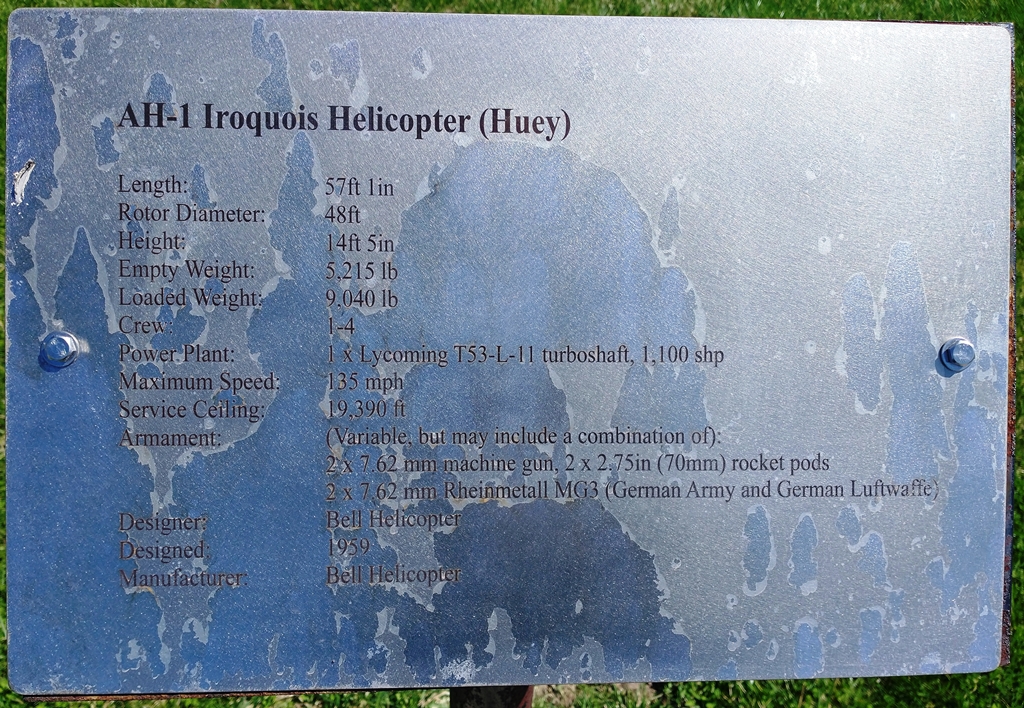 AH-1 Iroquois Helicopter (Huey)
Length: 57ft 1in
Rotor Diameter: 48ft
Height: 14ft 5in
Empty Weight: 5,215 lb
Loaded Weight: 9,040 lb
Crew: 1-4
Power Plant: 1 x Lycoming T53-L-11 turboshaft, 1,100 shp
Maximum Speed: 135 mph
Service Ceiling: 19,390 ft
Armament: (Variable, but may include a combination of):
2 x 7.62 mm machine gun, 2 x 2.75in (70mm) rocket pods
2 x 7.62 mm Rheinmetall MG3 (German Army and German Luftwaffe)
Designer: Bell Helicopter
Designed: 1959
Manufacturer: Bell Helicopter